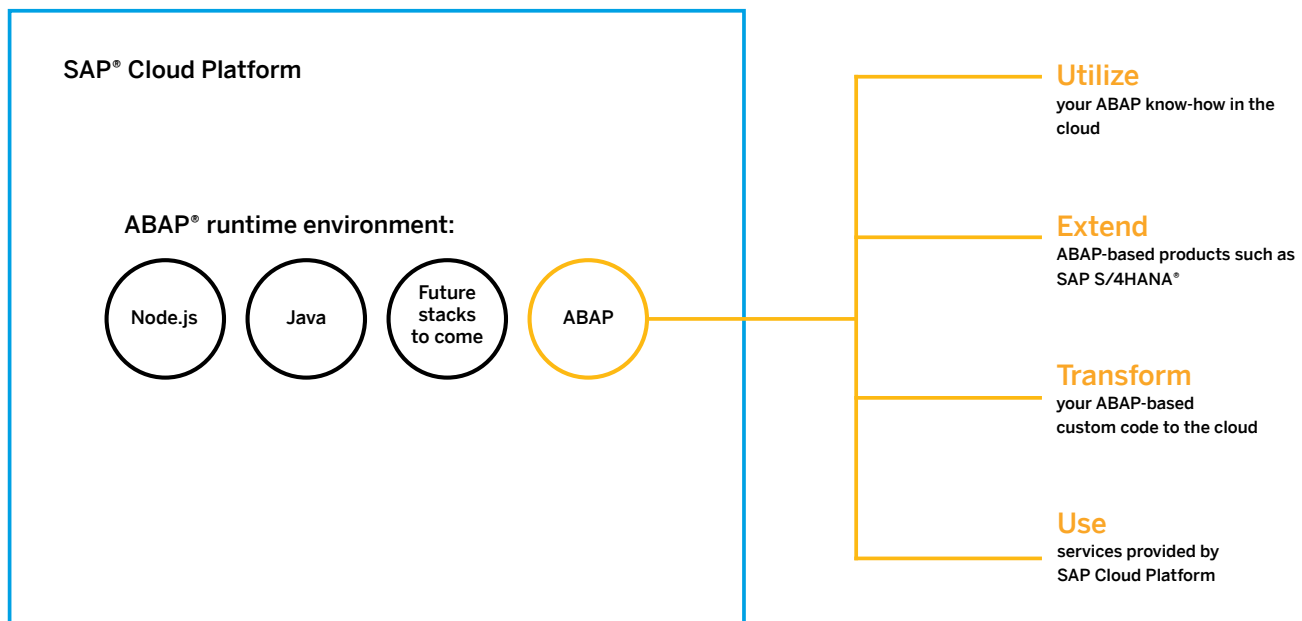 SAP® Cloud Platform
ABAP® runtime environment:
Node.js
Java
Future
stacks
to come
ABAP
Utilize
your ABAP know-how in the
cloud
Extend
ABAP-based products such as
SAP S/4HANA®
Transform
your ABAP-based
custom code to the cloud
Use
services provided by
SAP Cloud Platform